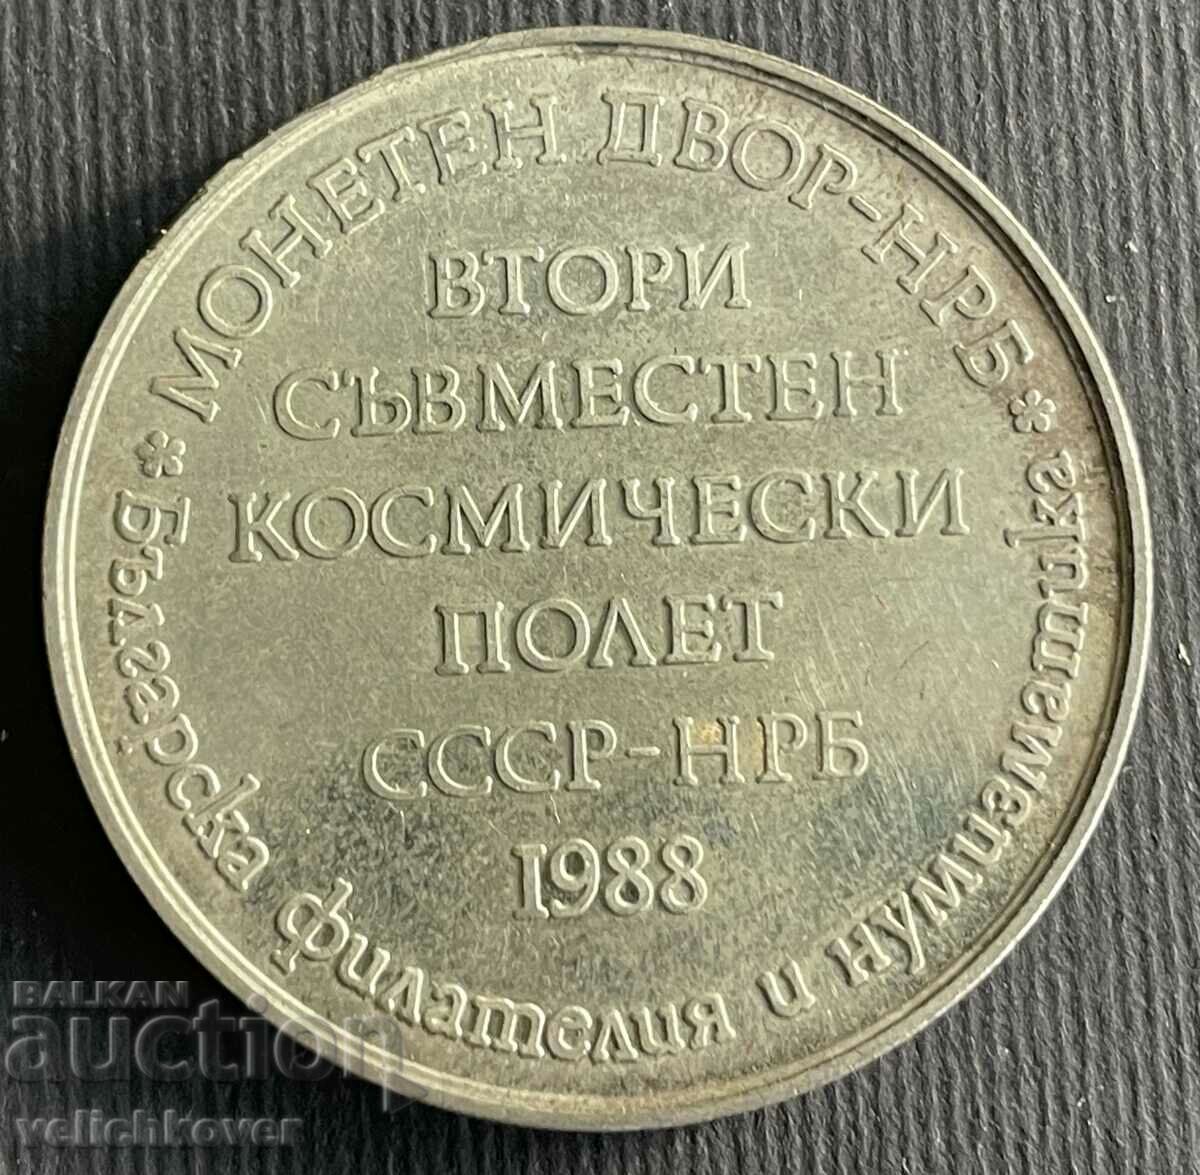 МОНЕТЕН ДВОР-НРБ
ВТОРИ
СЪВМЕСТЕН
КОСМИЧЕСКИ
ПОЛЕТ
СССР-НРБ
1988
* Българска филателия и нумизматика *
BALKAN
auction
velichkover